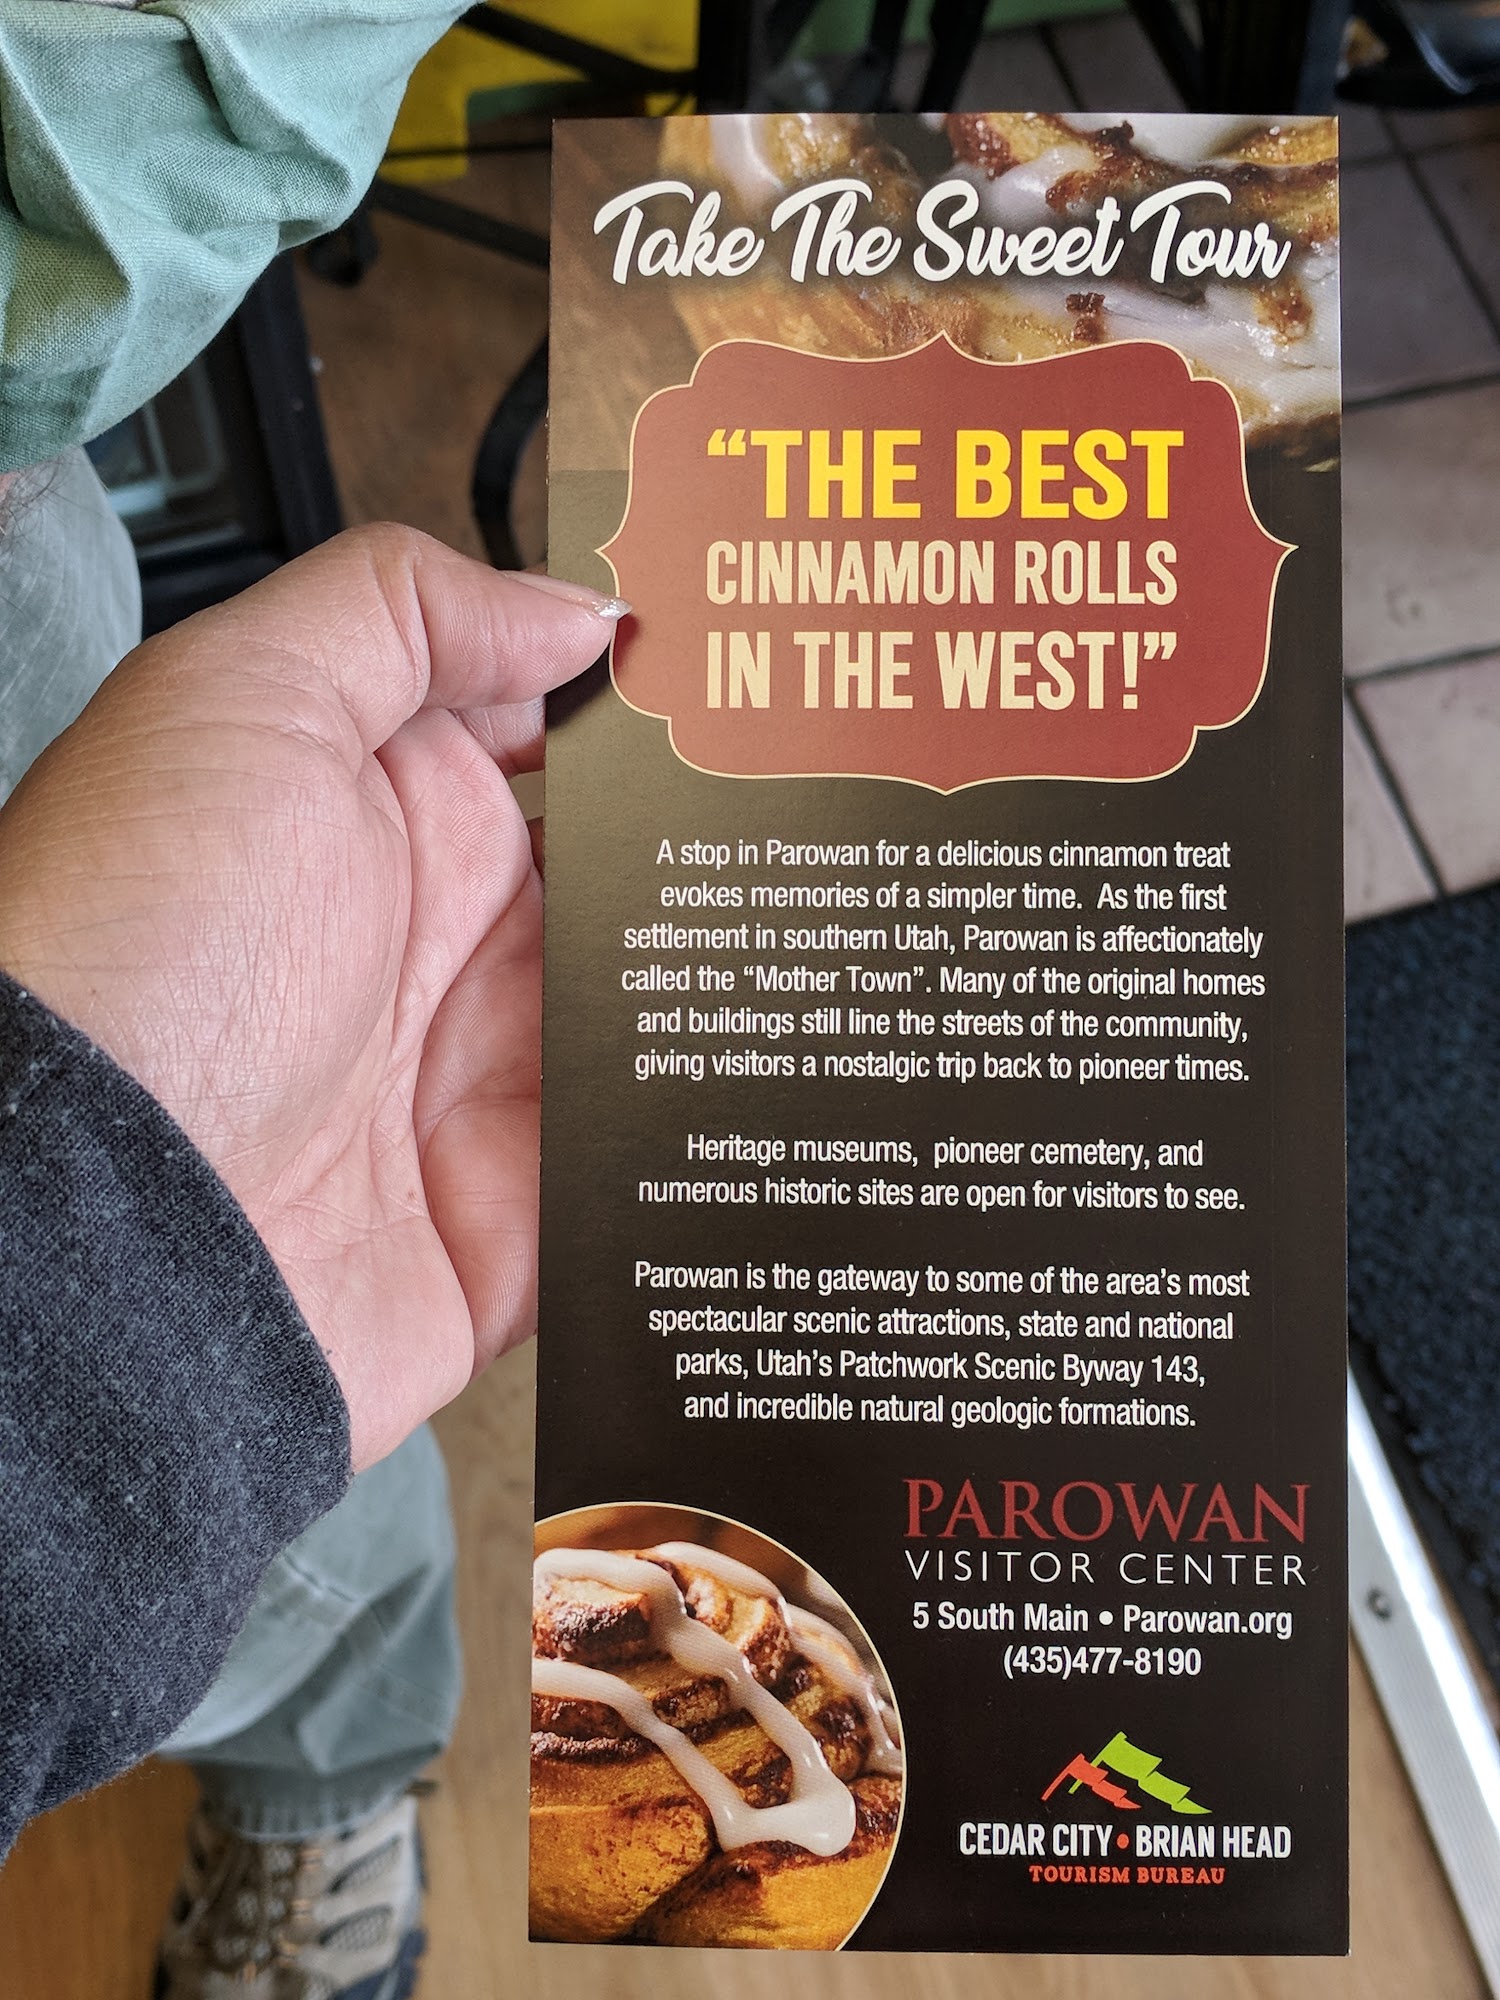 Take The Sweet Tour
“THE BEST
CINNAMON ROLLS
IN THE WEST!”
A stop in Parowan for a delicious cinnamon treat
evokes memories of a simpler time.  As the first
settlement in southern Utah, Parowan is affectionately
called the “Mother Town”. Many of the original homes
and buildings still line the streets of the community,
giving visitors a nostalgic trip back to pioneer times.
Heritage museums,  pioneer cemetery, and
numerous historic sites are open for visitors to see.
Parowan is the gateway to some of the area’s most
spectacular scenic attractions, state and national
parks, Utah’s Patchwork Scenic Byway 143,
and incredible natural geologic formations.
PAROWAN
VISITOR CENTER
5 South Main • Parowan.org
(435)477-8190
CEDAR CITY • BRIAN HEAD
TOURISM BUREAU